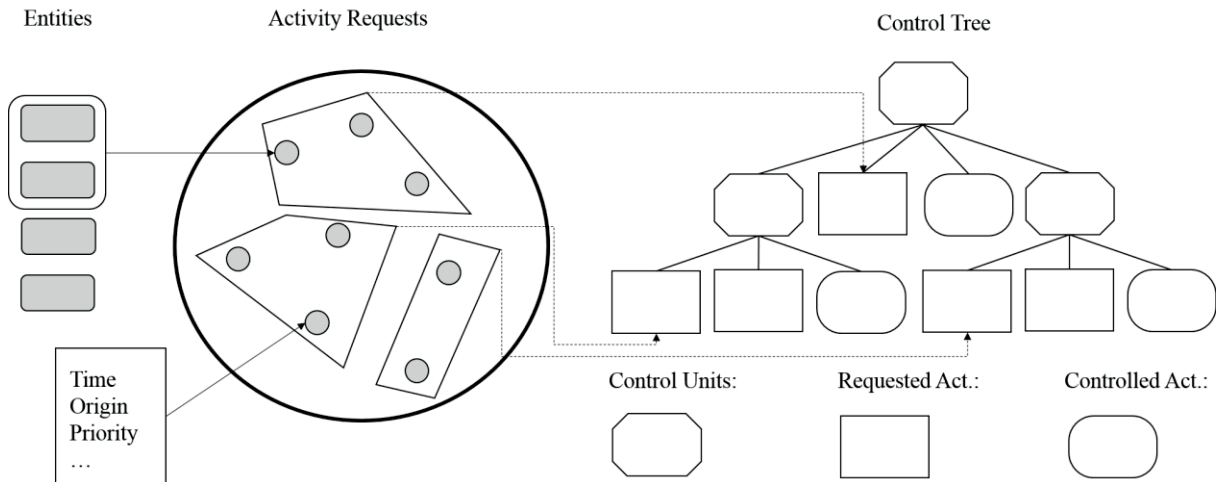 Entities
Activity Requests
Control Tree
Time
Origin
Priority
…
Control Units:
Requested Act.:
Controlled Act.: